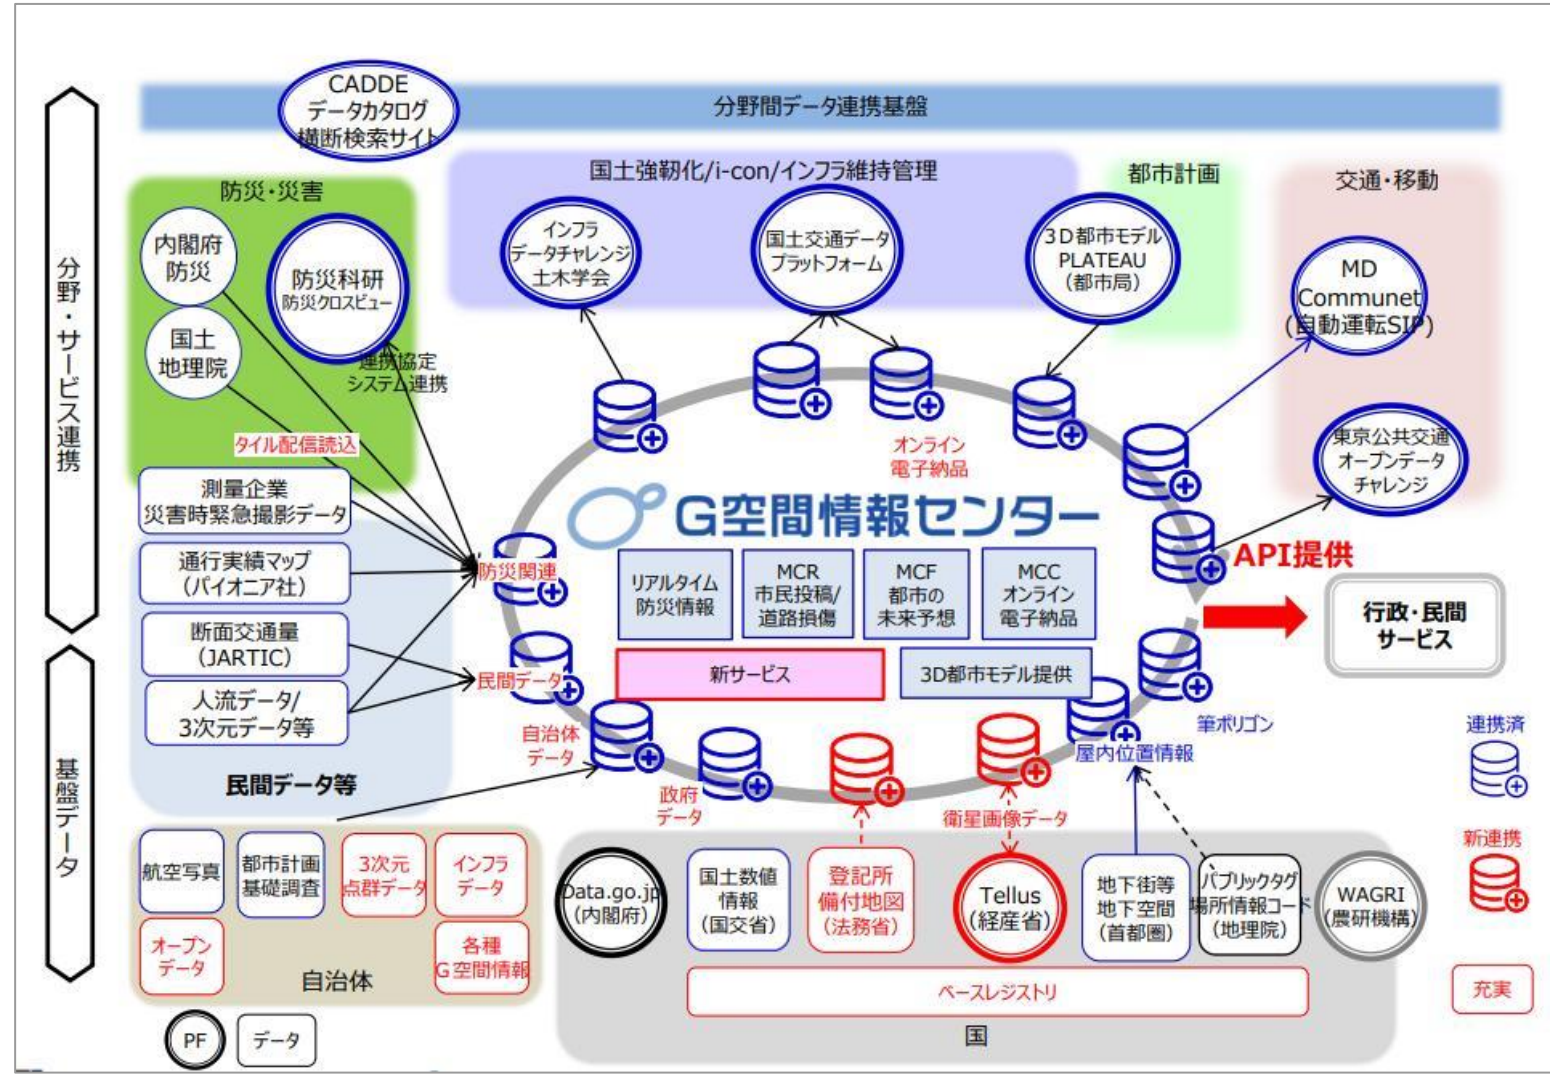 CADDE
データカタログ
横断検索サイト
分野間データ連携基盤
分野・サービス連携
防災・災害
内閣府
防災
国土
地理院
防災科研
防災クロスビュー
連携協定
システム連携
タイル配信読込
国土強靭化/i-con/インフラ維持管理
インフラ
データチャレンジ
土木学会
国土交通データ
プラットフォーム
都市計画
3D都市モデル
PLATEAU
(都市局)
交通・移動
MD
Communet
(自動運転SIP)
東京公共交通
オープンデータ
チャレンジ
オンライン
電子納品
測量企業
災害時緊急撮影データ
通行実績マップ
(パイオニア社)
断面交通量
(JARTIC)
人流データ/
3次元データ等
民間データ等
防災関連
民間データ
自治体
データ
政府
データ
G空間情報センター
リアルタイム
防災情報
MCR
市民投稿/
道路損傷
MCF
都市の
未来予想
MCC
オンライン
電子納品
新サービス
3D都市モデル提供
API提供
行政・民間
サービス
筆ポリゴン
屋内位置情報
衛星画像データ
連携済
新連携
充実
基盤データ
航空写真
都市計画
基礎調査
3次元
点群データ
インフラ
データ
オープン
データ
自治体
各種
G空間情報
Data.go.jp
(内閣府)
国土数値
情報
(国交省)
登記所
備付地図
(法務省)
Tellus
(経産省)
地下街等
地下空間
(首都圏)
パブリックタグ
場所情報コード
(地理院)
WAGRI
(農研機構)
ベースレジストリ
国
PF
データ